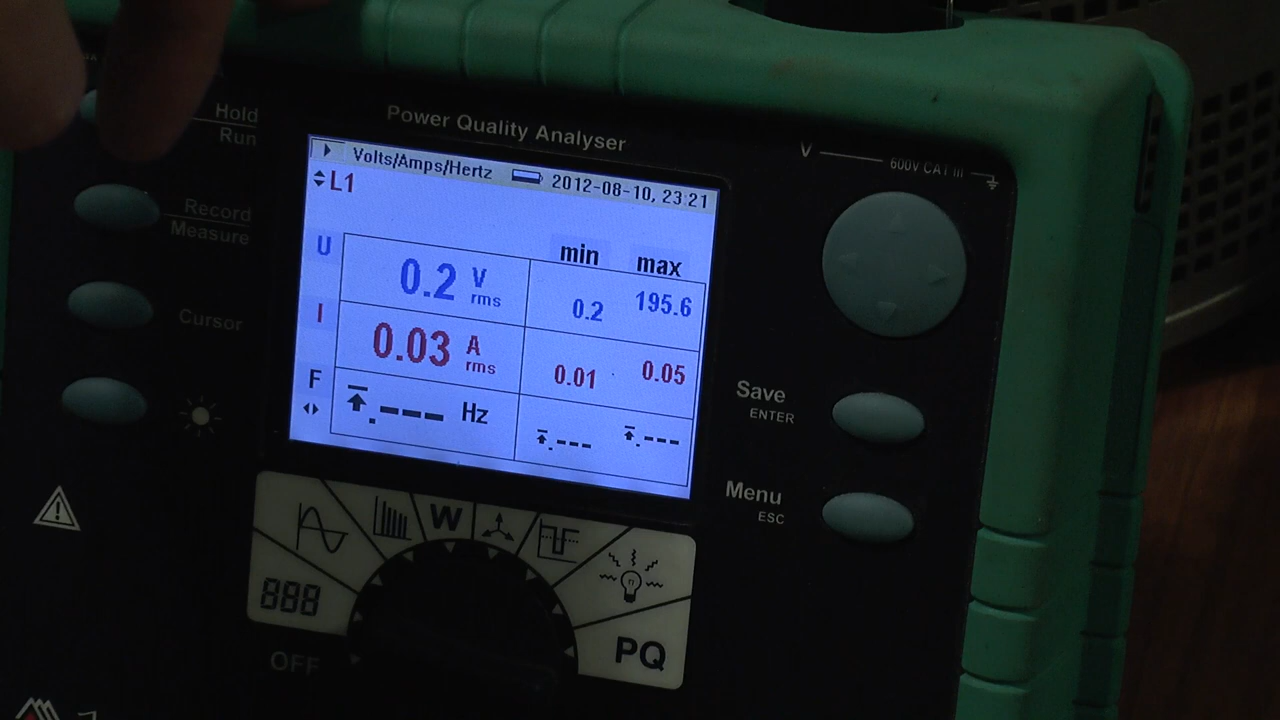 Power Quality Analyser
Hold
Run
Record
Measure
Cursor
V 600V CAT III
Volts/Amps/Hertz 2012-08-10, 23:21
L1
min max
U 0.2 V rms 0.2 195.6
I 0.03 A rms 0.01 0.05
F .--- Hz .--- .---
Save
ENTER
Menu
ESC
W
888
PQ
OFF